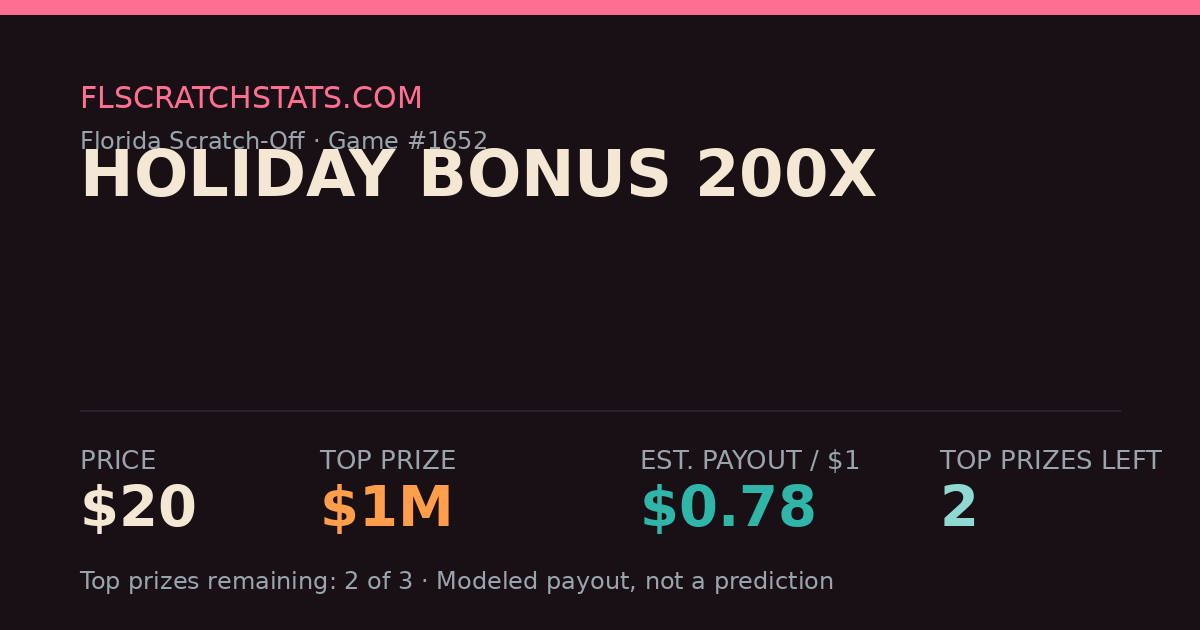 FLSCRATCHSTATS.COM
Florida Scratch-Off · Game #1652
HOLIDAY BONUS 200X
PRICE TOP PRIZE EST. PAYOUT / $1 TOP PRIZES LEFT
$20 $1M $0.78 2
Top prizes remaining: 2 of 3 · Modeled payout, not a prediction